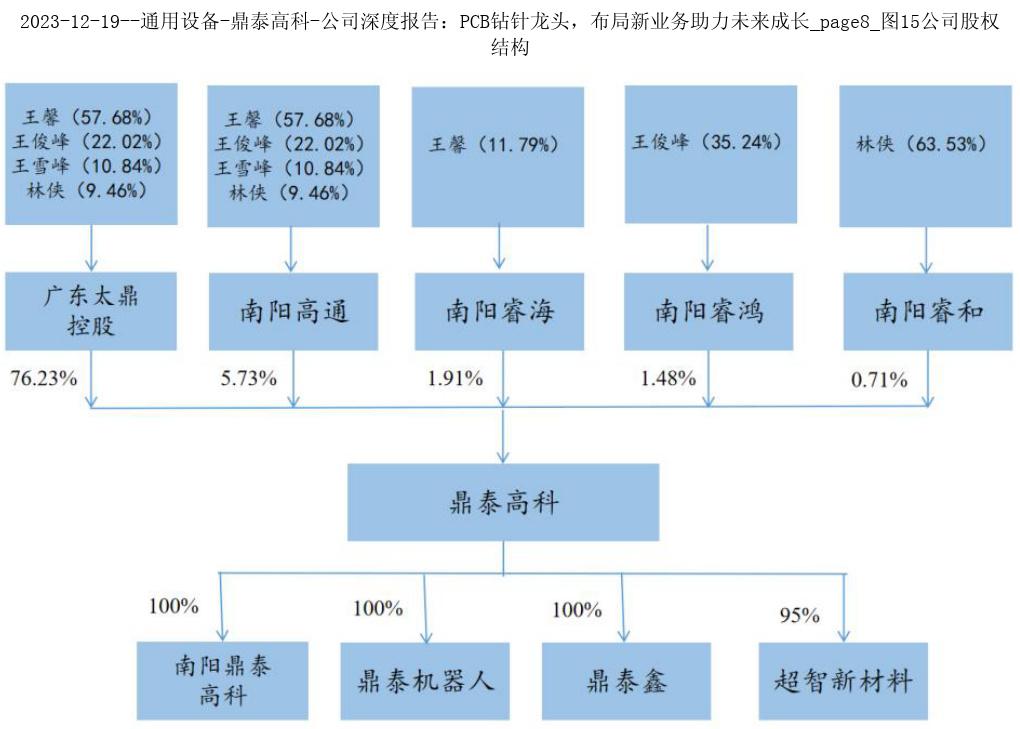 2023-12-19--通用设备-鼎泰高科-公司深度报告：PCB钻针龙头，布局新业务助力未来成长_page8_图15公司股权
结构
王馨（57.68%）
王俊峰（22.02%）
王雪峰（10.84%）
林侠（9.46%）
王馨（57.68%）
王俊峰（22.02%）
王雪峰（10.84%）
林侠（9.46%）
王馨（11.79%）
王俊峰（35.24%）
林侠（63.53%）
广东太鼎
控股
南阳高通
南阳睿海
南阳睿鸿
南阳睿和
76.23%
5.73%
1.91%
1.48%
0.71%
鼎泰高科
100%
100%
100%
95%
南阳鼎泰
高科
鼎泰机器人
鼎泰鑫
超智新材料